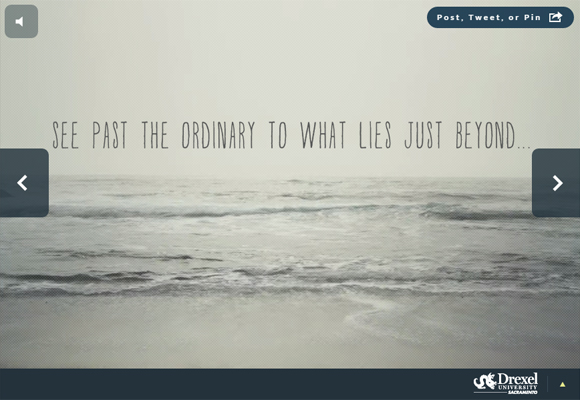 Post, Tweet, or Pin
SEE PAST THE ORDINARY TO WHAT LIES JUST BEYOND...
Drexel
UNIVERSITY
SACRAMENTO